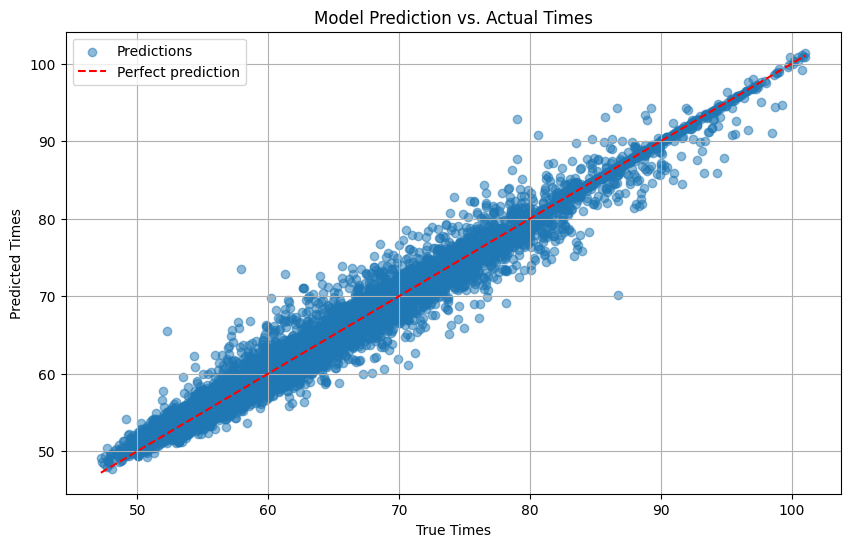 Model Prediction vs. Actual Times
Predictions
Perfect prediction
100
90
80
70
60
50
Predicted Times
50 60 70 80 90 100
True Times